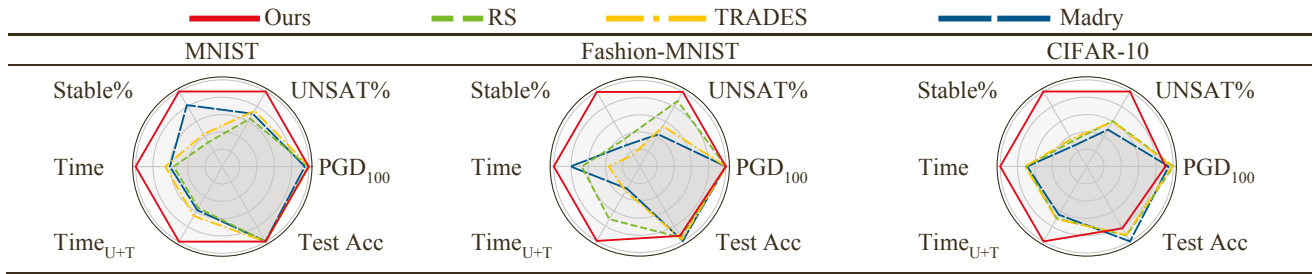 Ours RS TRADES Madry
MNIST Fashion-MNIST CIFAR-10
Stable% UNSAT% Stable% UNSAT% Stable% UNSAT%
Time PGD100 Time PGD100 Time PGD100
TimeU+T Test Acc TimeU+T Test Acc TimeU+T Test Acc